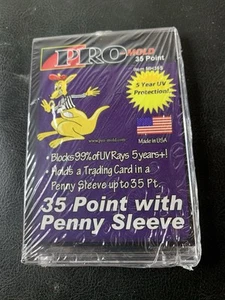 PRO MOLD
35 Point
5 Year UV
Protection!
Made in USA
Blocks 99% of UV Rays 5 years+!
Holds a Trading Card in a
Penny Sleeve up to 35 Pt.
35 Point with
Penny Sleeve